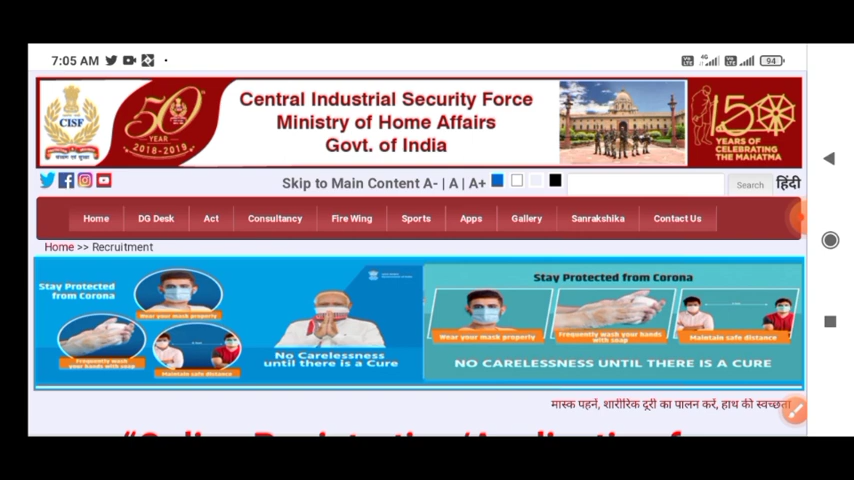 7:05 AM
94
Central Industrial Security Force
Ministry of Home Affairs
Govt. of India
CISF
50
YEAR
2018-2019
150
YEARS OF
CELEBRATING
THE MAHATMA
Skip to Main Content A- | A | A+
Search
हिंदी
Home DG Desk Act Consultancy Fire Wing Sports Apps Gallery Sanrakshika Contact Us
Home >> Recruitment
Stay Protected
from Corona
Wear your mask properly
Frequently wash
your hands with soap
Maintain safe distance
No Carelessness
until there is a Cure
Stay Protected from Corona
Wear your mask properly
Frequently wash your hands
with soap
Maintain safe distance
NO CARELESSNESS UNTIL THERE IS A CURE
मास्क पहनें, शारीरिक दूरी का पालन करें, हाथ की स्वच्छता